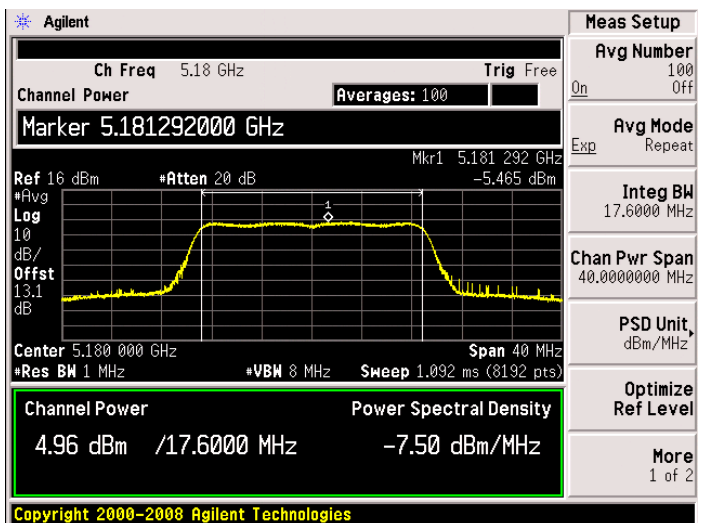 Agilent
Meas Setup
Ch Freq 5.18 GHz Trig Free
Channel Power Averages: 100
Marker 5.181292000 GHz
Mkr1 5.181 292 GHz
Ref 16 dBm #Atten 20 dB -5.465 dBm
#Avg
Log
10
dB/
Offst
13.1
dB
1
Center 5.180 000 GHz Span 40 MHz
#Res BW 1 MHz #VBW 8 MHz Sweep 1.092 ms (8192 pts)
Channel Power Power Spectral Density
4.96 dBm /17.6000 MHz -7.50 dBm/MHz
Copyright 2000-2008 Agilent Technologies
Avg Number
100
On Off
Avg Mode
Exp Repeat
Integ BW
17.6000 MHz
Chan Pwr Span
40.0000000 MHz
PSD Unit
dBm/MHz
Optimize
Ref Level
More
1 of 2